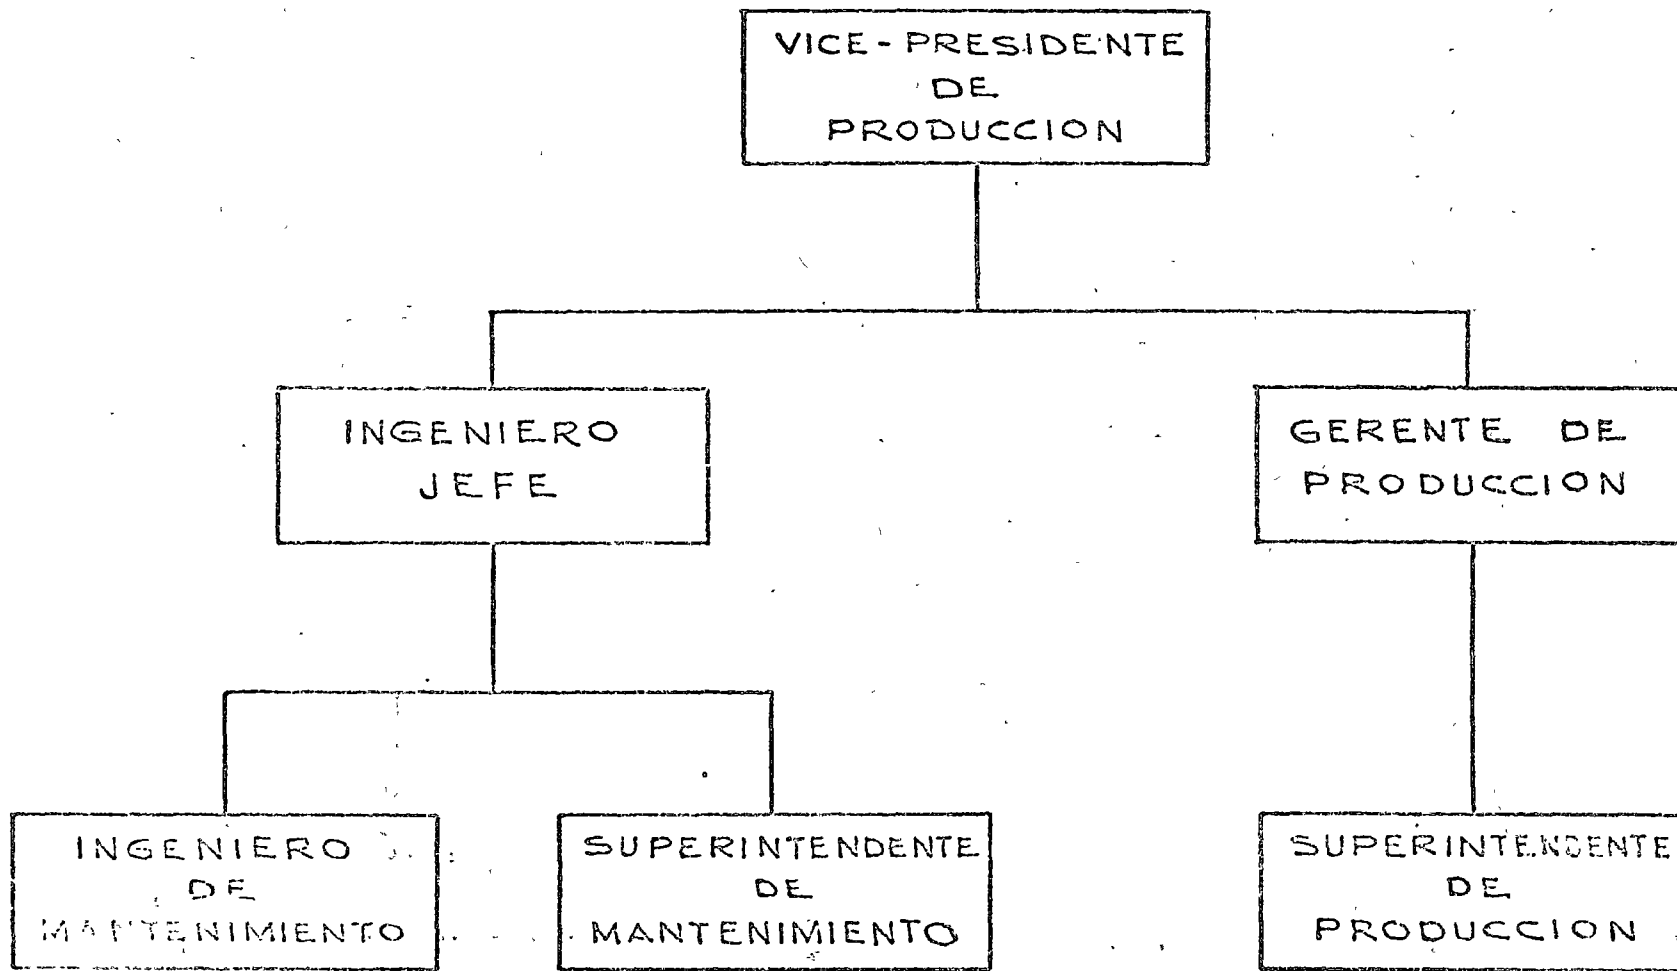 VICE-PRESIDENTE
DE
PRODUCCION
INGENIERO
JEFE
GERENTE DE
PRODUCCION
INGENIERO
DE
MANTENIMIENTO
SUPERINTENDENTE
DE
MANTENIMIENTO
SUPERINTENDENTE
DE
PRODUCCION